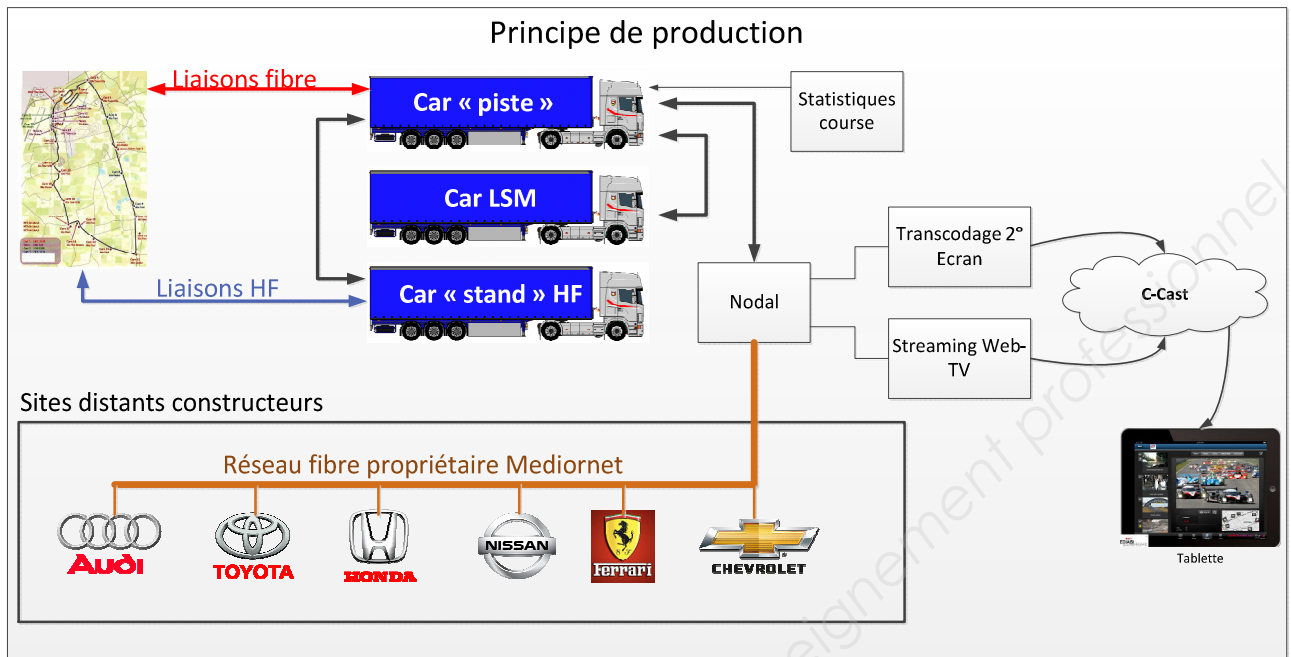 Principe de production
Liaisons fibre
Car « piste »
Statistiques
course
Car LSM
Transcodage 2°
Ecran
Liaisons HF
Car « stand » HF
Nodal
C-Cast
Streaming Web-
TV
Sites distants constructeurs
Réseau fibre propriétaire Mediornet
Audi
TOYOTA
HONDA
NISSAN
Ferrari
CHEVROLET
Tablette
eignement professionnel